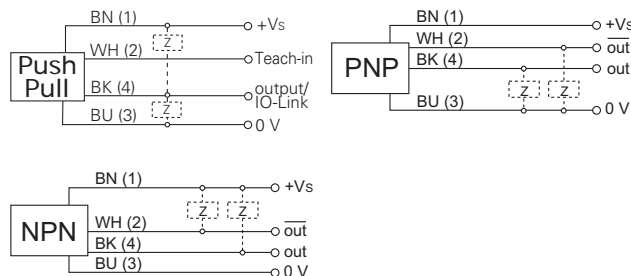 BN (1) +Vs
Z
WH (2) Teach-in
Push
Pull
BK (4) output/
IO-Link
Z
BU (3) 0 V
BN (1) +Vs
WH (2) out
PNP
BK (4) out
Z Z
BU (3) 0 V
BN (1) +Vs
Z Z
WH (2) out
NPN
BK (4) out
BU (3) 0 V